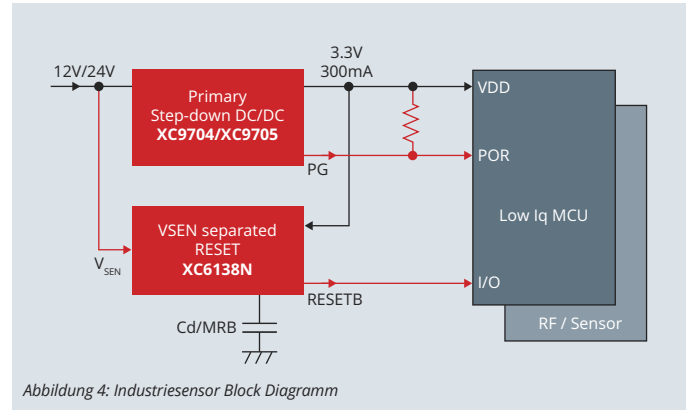 12V/24V
3.3V
300mA
Primary
Step-down DC/DC
XC9704/XC9705
PG
VDD
POR
Low Iq MCU
I/O
RF / Sensor
VSEN separated
RESET
XC6138N
VSEN
RESETB
Cd/MRB
Abbildung 4: Industriesensor Block Diagramm